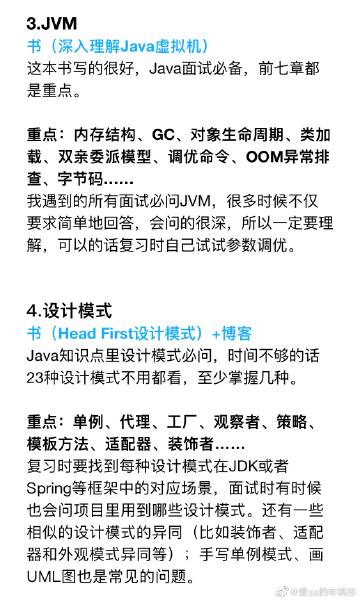 3.JVM
书（深入理解Java虚拟机）
这本书写的很好，Java面试必备，前七章都
是重点。
重点：内存结构、GC、对象生命周期、类加
载、双亲委派模型、调优命令、OOM异常排
查、字节码......
我遇到的所有面试必问JVM，很多时候不仅
要求简单地回答，会问的很深，所以一定要理
解，可以的话复习时自己试试参数调优。
4.设计模式
书（Head First设计模式）+博客
Java知识点里设计模式必问，时间不够的话
23种设计模式不用都看，至少掌握几种。
重点：单例、代理、工厂、观察者、策略、
模板方法、适配器、装饰者......
复习时要找到每种设计模式在JDK或者
Spring等框架中的对应场景，面试时有时候
也会问项目里用到哪些设计模式。还有一些
相似的设计模式的异同（比如装饰者、适配
器和外观模式异同等）；手写单例模式、画
UML图也是常见的问题。